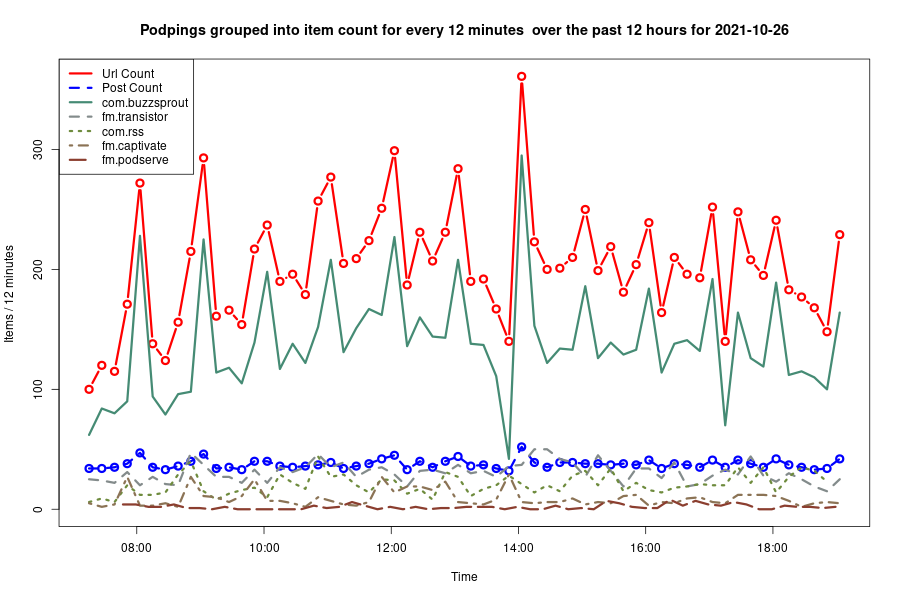 Podpings grouped into item count for every 12 minutes  over the past 12 hours for 2021-10-26
Url Count
Post Count
com.buzzsprout
fm.transistor
com.rss
fm.captivate
fm.podserve
Items / 12 minutes
300
200
100
0
08:00 10:00 12:00 14:00 16:00 18:00
Time